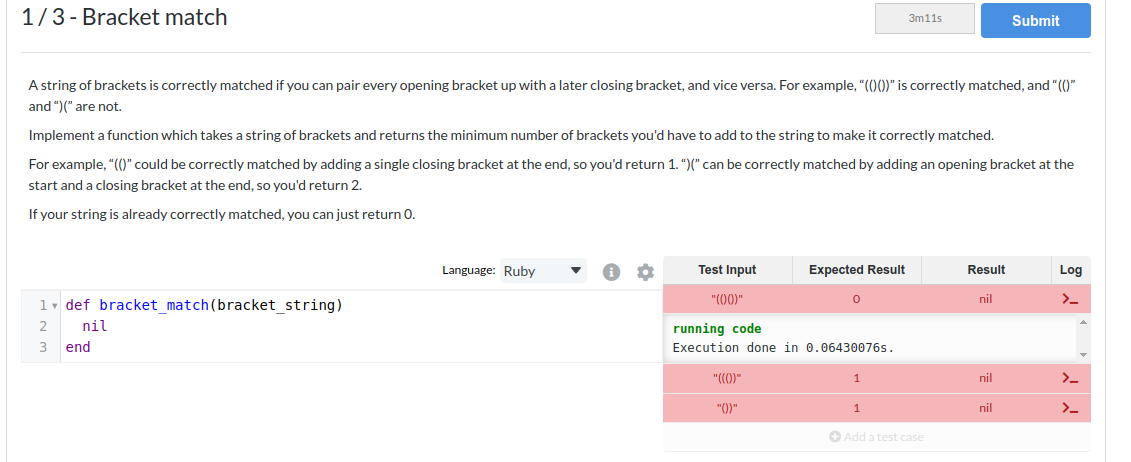 1 / 3 - Bracket match
3m11s
Submit
A string of brackets is correctly matched if you can pair every opening bracket up with a later closing bracket, and vice versa. For example, “(()())” is correctly matched, and “(()”
and “)(” are not.
Implement a function which takes a string of brackets and returns the minimum number of brackets you'd have to add to the string to make it correctly matched.
For example, “(()” could be correctly matched by adding a single closing bracket at the end, so you'd return 1. “)(” can be correctly matched by adding an opening bracket at the
start and a closing bracket at the end, so you'd return 2.
If your string is already correctly matched, you can just return 0.
Language: Ruby
Test Input Expected Result Result Log
1 def bracket_match(bracket_string)
2 nil
3 end
"(()())" 0 nil >_
running code
Execution done in 0.06430076s.
"((())" 1 nil >_
"())" 1 nil >_
Add a test case